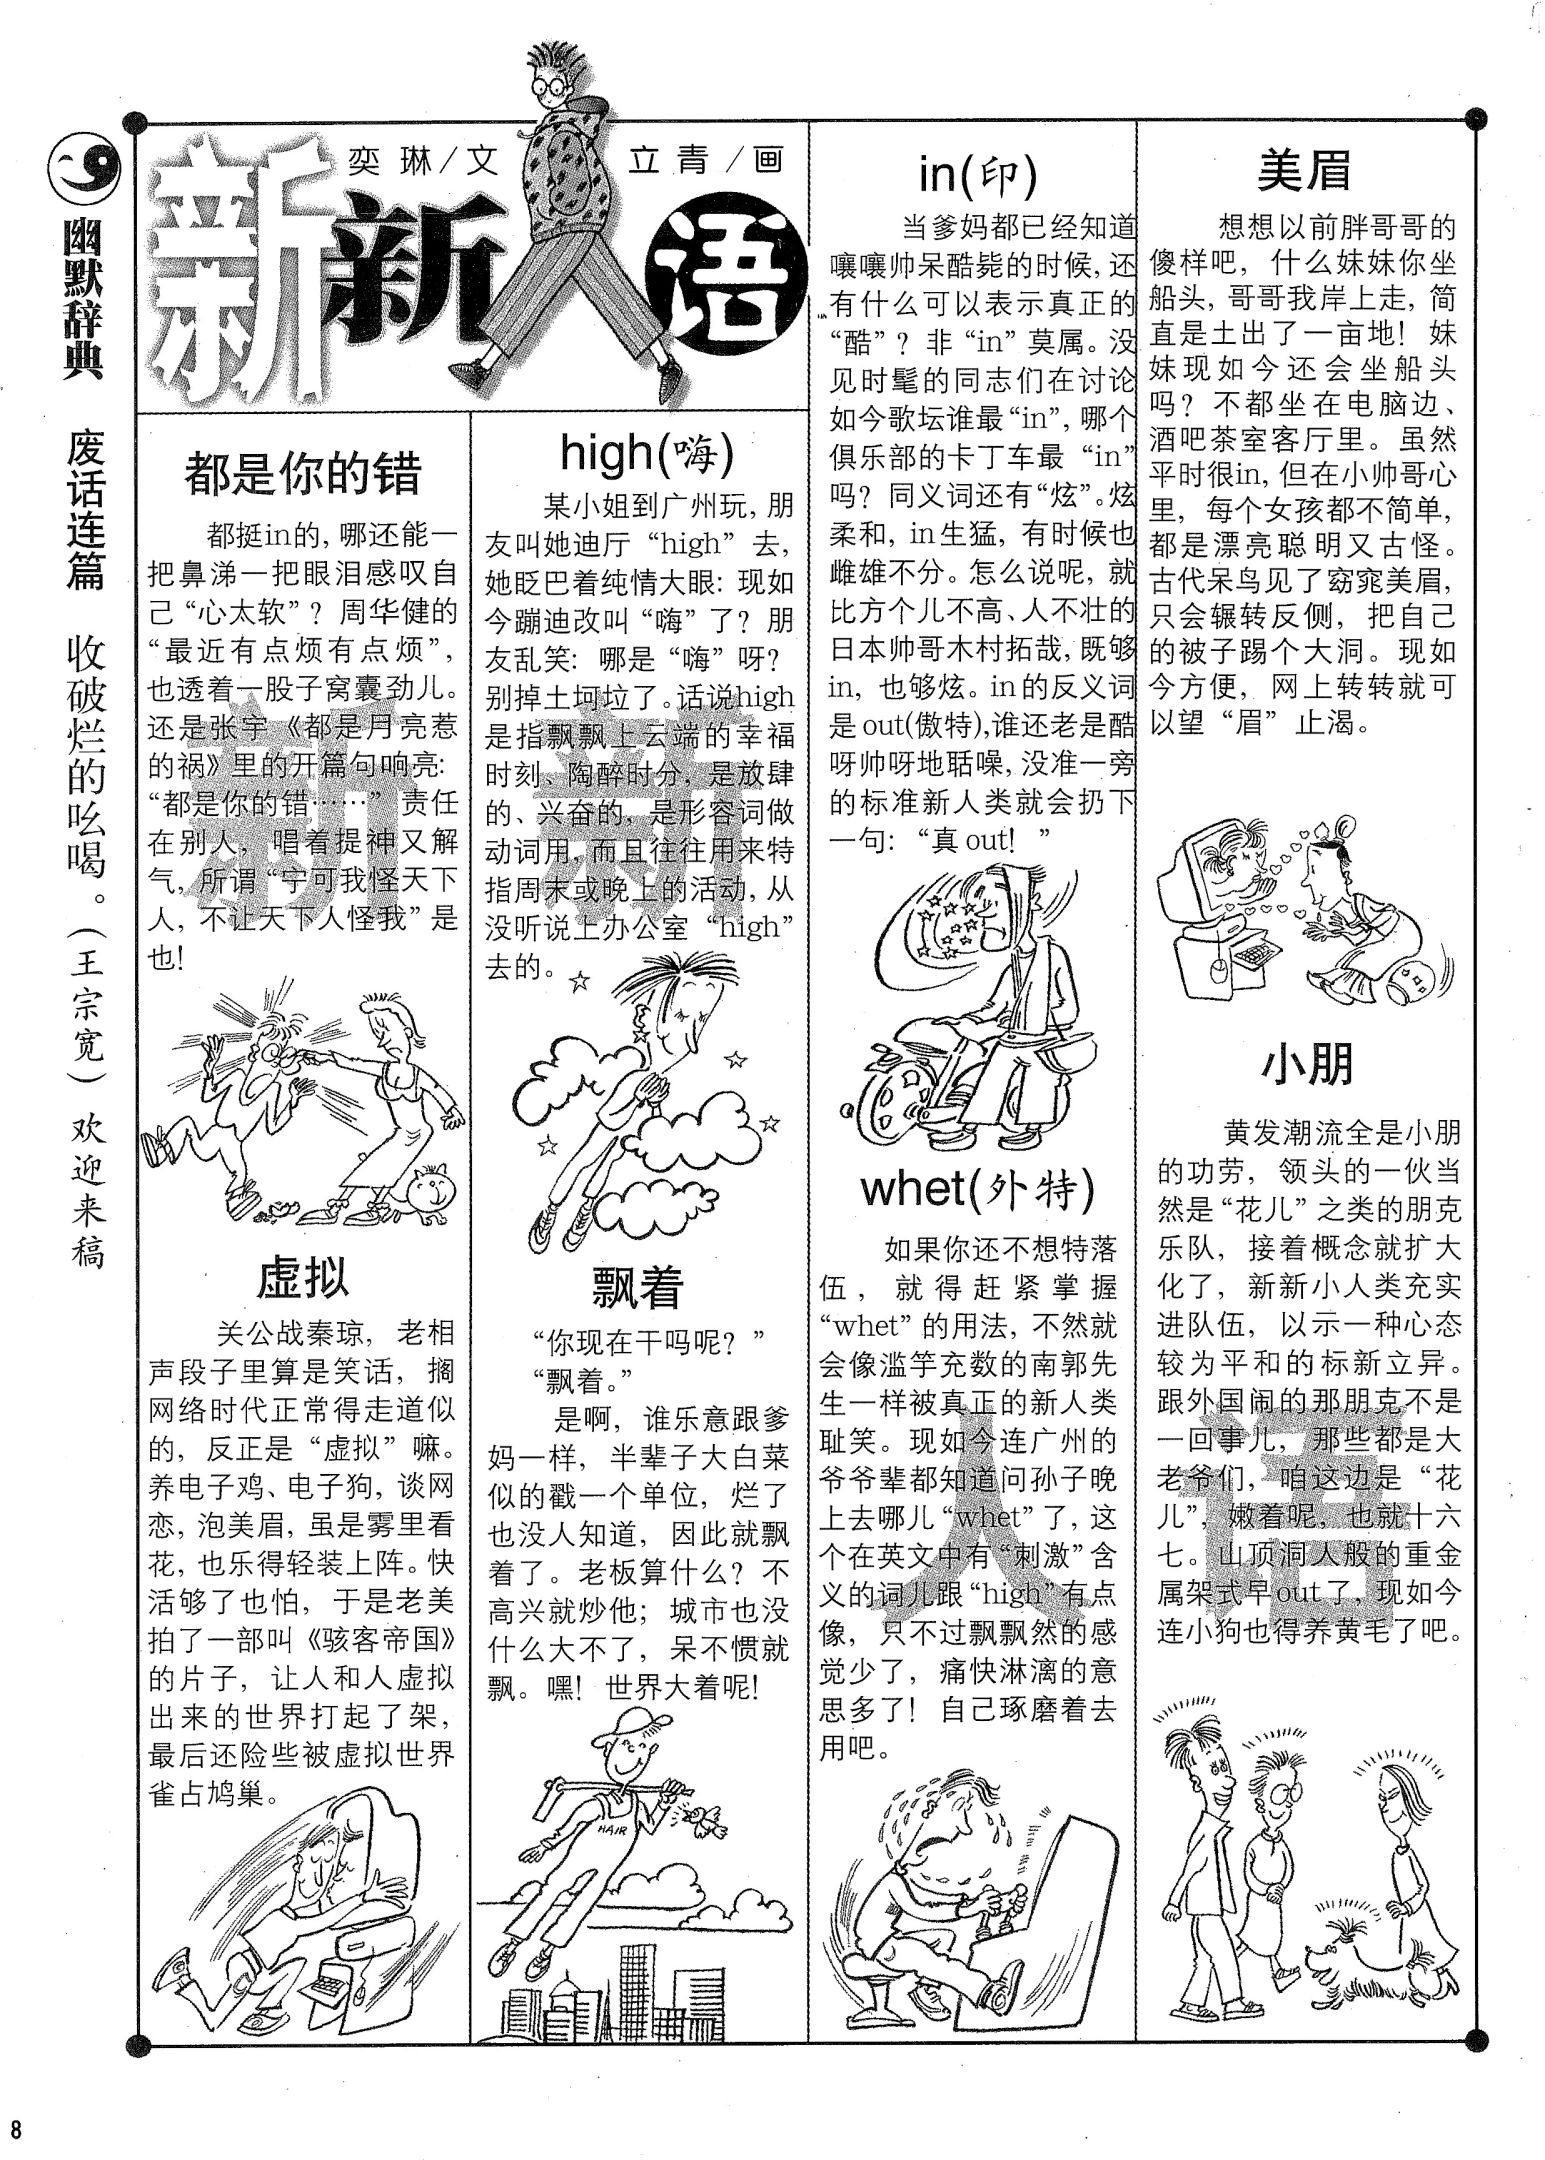 幽默辞典 废话连篇 收破烂的吆喝。(王宗宽) 欢迎来稿
新新人语
奕琳/文 立青/画
都是你的错
都挺in的,哪还能一
把鼻涕一把眼泪感叹自
己“心太软”?周华健的
“最近有点烦有点烦”,
也透着一股子窝囊劲儿。
还是张宇《都是月亮惹
的祸》里的开篇句响亮:
“都是你的错……”责任
在别人,唱着提神又解
气,所谓“宁可我怪天下
人,不让天下人怪我”是
也!
虚拟
关公战秦琼,老相
声段子里算是笑话,搁
网络时代正常得走道似
的,反正是“虚拟”嘛。
养电子鸡、电子狗,谈网
恋,泡美眉,虽是雾里看
花,也乐得轻装上阵。快
活够了也怕,于是老美
拍了一部叫《骇客帝国》
的片子,让人和人虚拟
出来的世界打起了架,
最后还险些被虚拟世界
雀占鸠巢。
high(嗨)
某小姐到广州玩,朋
友叫她迪厅“high”去,
她眨巴着纯情大眼:现如
今蹦迪改叫“嗨”了?朋
友乱笑:哪是“嗨”呀?
别掉土坷垃了。话说high
是指飘飘上云端的幸福
时刻、陶醉时分,是放肆
的、兴奋的,是形容词做
动词用,而且往往用来特
指周末或晚上的活动,从
没听说上办公室“high”
去的。
飘着
“你现在干吗呢?”
“飘着。”
是啊,谁乐意跟爹
妈一样,半辈子大白菜
似的戳一个单位,烂了
也没人知道,因此就飘
着了。老板算什么?不
高兴就炒他;城市也没
什么大不了,呆不惯就
飘。嘿!世界大着呢!
HAIR
in(印)
当爹妈都已经知道
嚷嚷帅呆酷毙的时候,还
有什么可以表示真正的
“酷”?非“in”莫属。没
见时髦的同志们在讨论
如今歌坛谁最“in”,哪个
俱乐部的卡丁车最“in”
吗?同义词还有“炫”。炫
柔和,in生猛,有时候也
雌雄不分。怎么说呢,就
比方个儿不高、人不壮的
日本帅哥木村拓哉,既够
in,也够炫。in的反义词
是out(傲特),谁还老是酷
呀帅呀地聒噪,没准一旁
的标准新人类就会扔下
一句:“真out!”
whet(外特)
如果你还不想特落
伍,就得赶紧掌握
“whet”的用法,不然就
会像滥竽充数的南郭先
生一样被真正的新人类
耻笑。现如今连广州的
爷爷辈都知道问孙子晚
上去哪儿“whet”了,这
个在英文中有“刺激”含
义的词儿跟“high”有点
像,只不过飘飘然的感
觉少了,痛快淋漓的意
思多了!自己琢磨着去
用吧。
美眉
想想以前胖哥哥的
傻样吧,什么妹妹你坐
船头,哥哥我岸上走,简
直是土出了一亩地!妹
妹现如今还会坐船头
吗?不都坐在电脑边、
酒吧茶室客厅里。虽然
平时很in,但在小帅哥心
里,每个女孩都不简单,
都是漂亮聪明又古怪。
古代呆鸟见了窈窕美眉,
只会辗转反侧,把自己
的被子踢个大洞。现如
今方便,网上转转就可
以望“眉”止渴。
小朋
黄发潮流全是小朋
的功劳,领头的一伙当
然是“花儿”之类的朋克
乐队,接着概念就扩大
化了,新新小人类充实
进队伍,以示一种心态
较为平和的标新立异。
跟外国闹的那朋克不是
一回事儿,那些都是大
老爷们,咱这边是“花
儿”,嫩着呢,也就十六
七。山顶洞人般的重金
属架式早out了,现如今
连小狗也得养黄毛了吧。
新 新 人 语
8